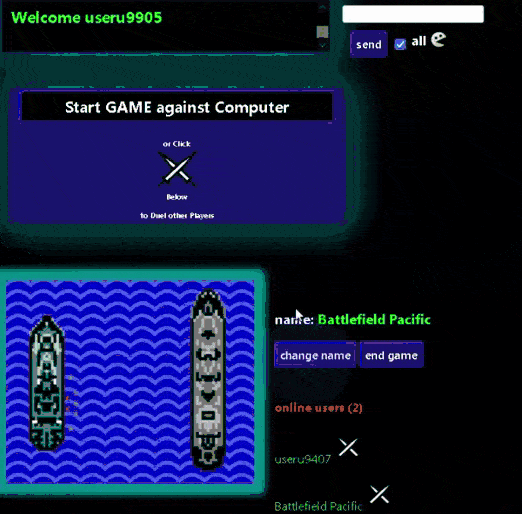 Welcome useru9905
send
all
Start GAME against Computer
or Click
Below
to Duel other Players
name: Battlefield Pacific
change name
end game
online users (2)
useru9407
Battlefield Pacific